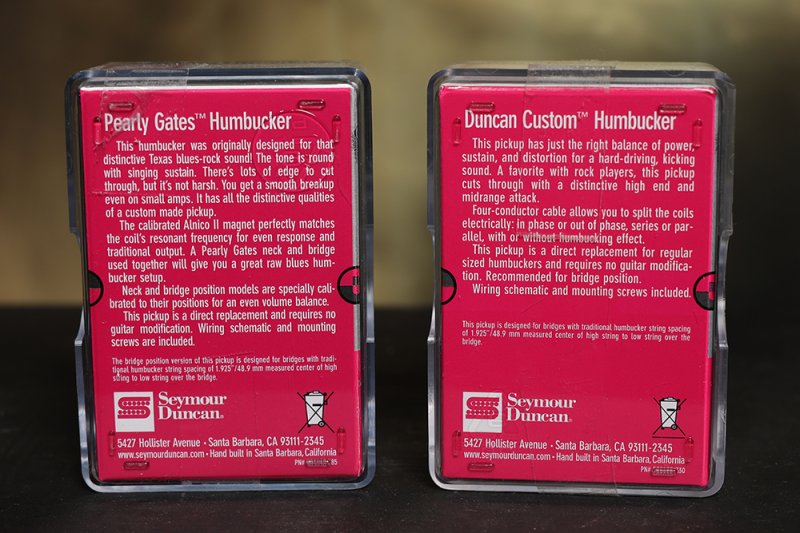 Pearly Gates™ Humbucker
This humbucker was originally designed for that
distinctive Texas blues-rock sound! The tone is round
with singing sustain. There's lots of edge to cut
through, but it's not harsh. You get a smooth breakup
even on small amps. It has all the distinctive qualities
of a custom made pickup.
The calibrated Alnico II magnet perfectly matches
the coil's resonant frequency for even response and
traditional output. A Pearly Gates neck and bridge
used together will give you a great raw blues hum-
bucker setup.
Neck and bridge position models are specially cali-
brated to their positions for an even volume balance.
This pickup is a direct replacement and requires no
guitar modification. Wiring schematic and mounting
screws are included.
The bridge position version of this pickup is designed for bridges with tradi-
tional humbucker string spacing of 1.925"/48.9 mm measured center of high
string to low string over the bridge.
Seymour
Duncan®
5427 Hollister Avenue • Santa Barbara, CA 93111-2345
www.seymourduncan.com • Hand built in Santa Barbara, California
PN# 85
Duncan Custom™ Humbucker
This pickup has just the right balance of power,
sustain, and distortion for a hard-driving, kicking
sound. A favorite with rock players, this pickup
cuts through with a distinctive high end and
midrange attack.
Four-conductor cable allows you to split the coils
electrically: in phase or out of phase, series or par-
allel, with or without humbucking effect.
This pickup is a direct replacement for regular
sized humbuckers and requires no guitar modifica-
tion. Recommended for bridge position.
Wiring schematic and mounting screws included.
This pickup is designed for bridges with traditional humbucker string spacing
of 1.925"/48.9 mm measured center of high string to low string over the
bridge.
Seymour
Duncan®
5427 Hollister Avenue • Santa Barbara, CA 93111-2345
www.seymourduncan.com • Hand built in Santa Barbara, California
PN#